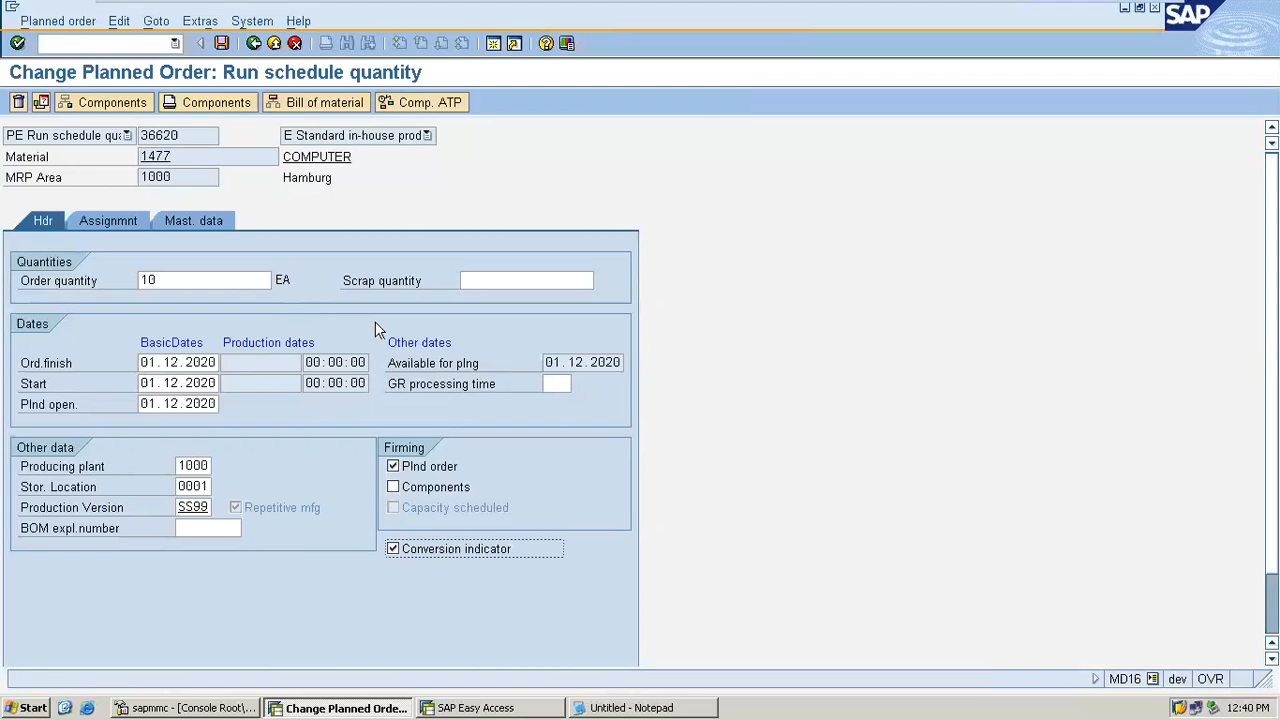 Planned order Edit Goto Extras System Help
SAP
Change Planned Order: Run schedule quantity
Components Components Bill of material Comp. ATP
PE Run schedule qua 36620 E Standard in-house prod
Material 1477 COMPUTER
MRP Area 1000 Hamburg
Hdr Assignmnt Mast. data
Quantities
Order quantity 10 EA Scrap quantity
Dates
BasicDates Production dates Other dates
Ord.finish 01.12.2020 00:00:00 Available for plng 01.12.2020
Start 01.12.2020 00:00:00 GR processing time
Plnd open. 01.12.2020
Other data Firming
Producing plant 1000 Plnd order
Stor. Location 0001 Components
Production Version SS99 Repetitive mfg Capacity scheduled
BOM expl.number
Conversion indicator
MD16 dev OVR
Start sapmmc - [Console Root\... Change Planned Orde... SAP Easy Access Untitled - Notepad 12:40 PM